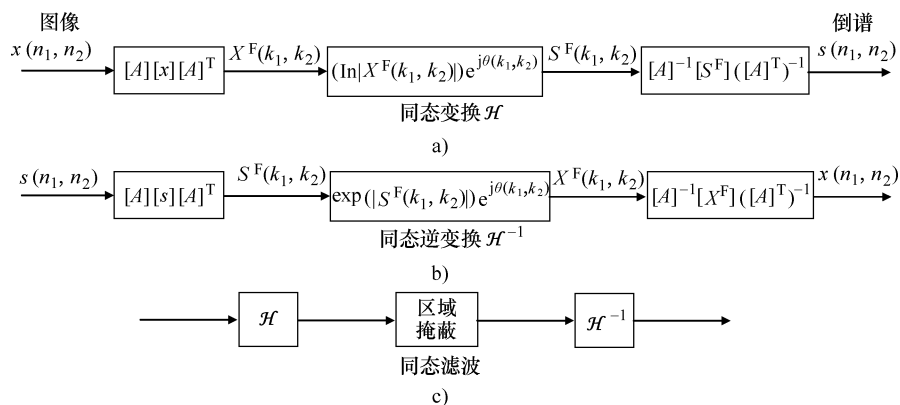 图像 倒谱
x(n₁, n₂) Xᶠ(k₁, k₂) Sᶠ(k₁, k₂) s(n₁, n₂)
[A][x][A]ᵀ (In|Xᶠ(k₁, k₂)|)e^{jθ(k₁,k₂)} [A]⁻¹[Sᶠ]([A]ᵀ)⁻¹
同态变换 ℋ
a)
s(n₁, n₂) Sᶠ(k₁, k₂) Xᶠ(k₁, k₂) x(n₁, n₂)
[A][s][A]ᵀ exp(|Sᶠ(k₁, k₂)|)e^{jθ(k₁,k₂)} [A]⁻¹[Xᶠ]([A]ᵀ)⁻¹
同态逆变换 ℋ⁻¹
b)
ℋ 区域 ℋ⁻¹
掩蔽
同态滤波
c)